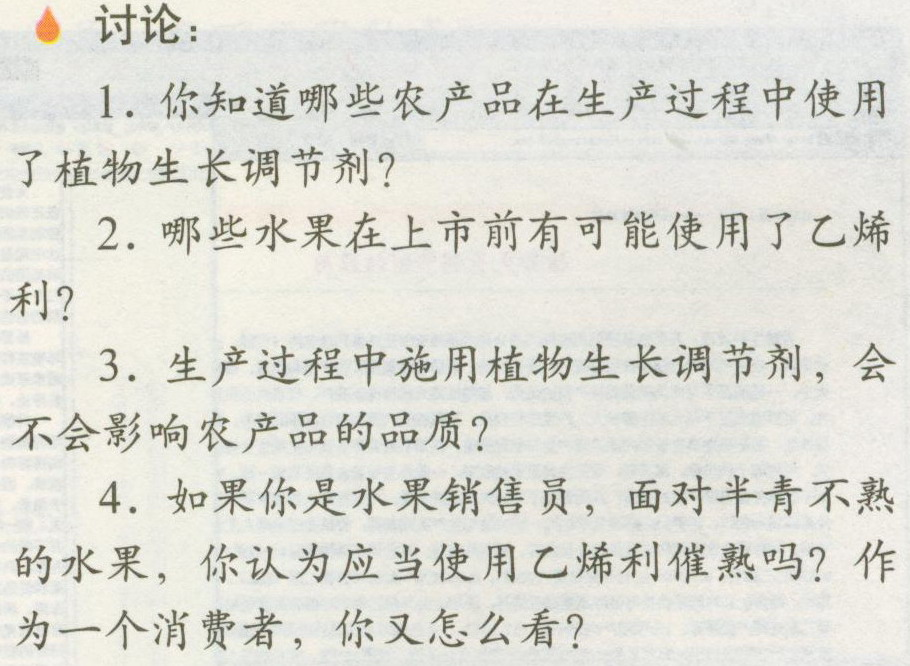 讨论：
1. 你知道哪些农产品在生产过程中使用
了植物生长调节剂？
2. 哪些水果在上市前有可能使用了乙烯
利？
3. 生产过程中施用植物生长调节剂，会
不会影响农产品的品质？
4. 如果你是水果销售员，面对半青不熟
的水果，你认为应当使用乙烯利催熟吗？作
为一个消费者，你又怎么看？